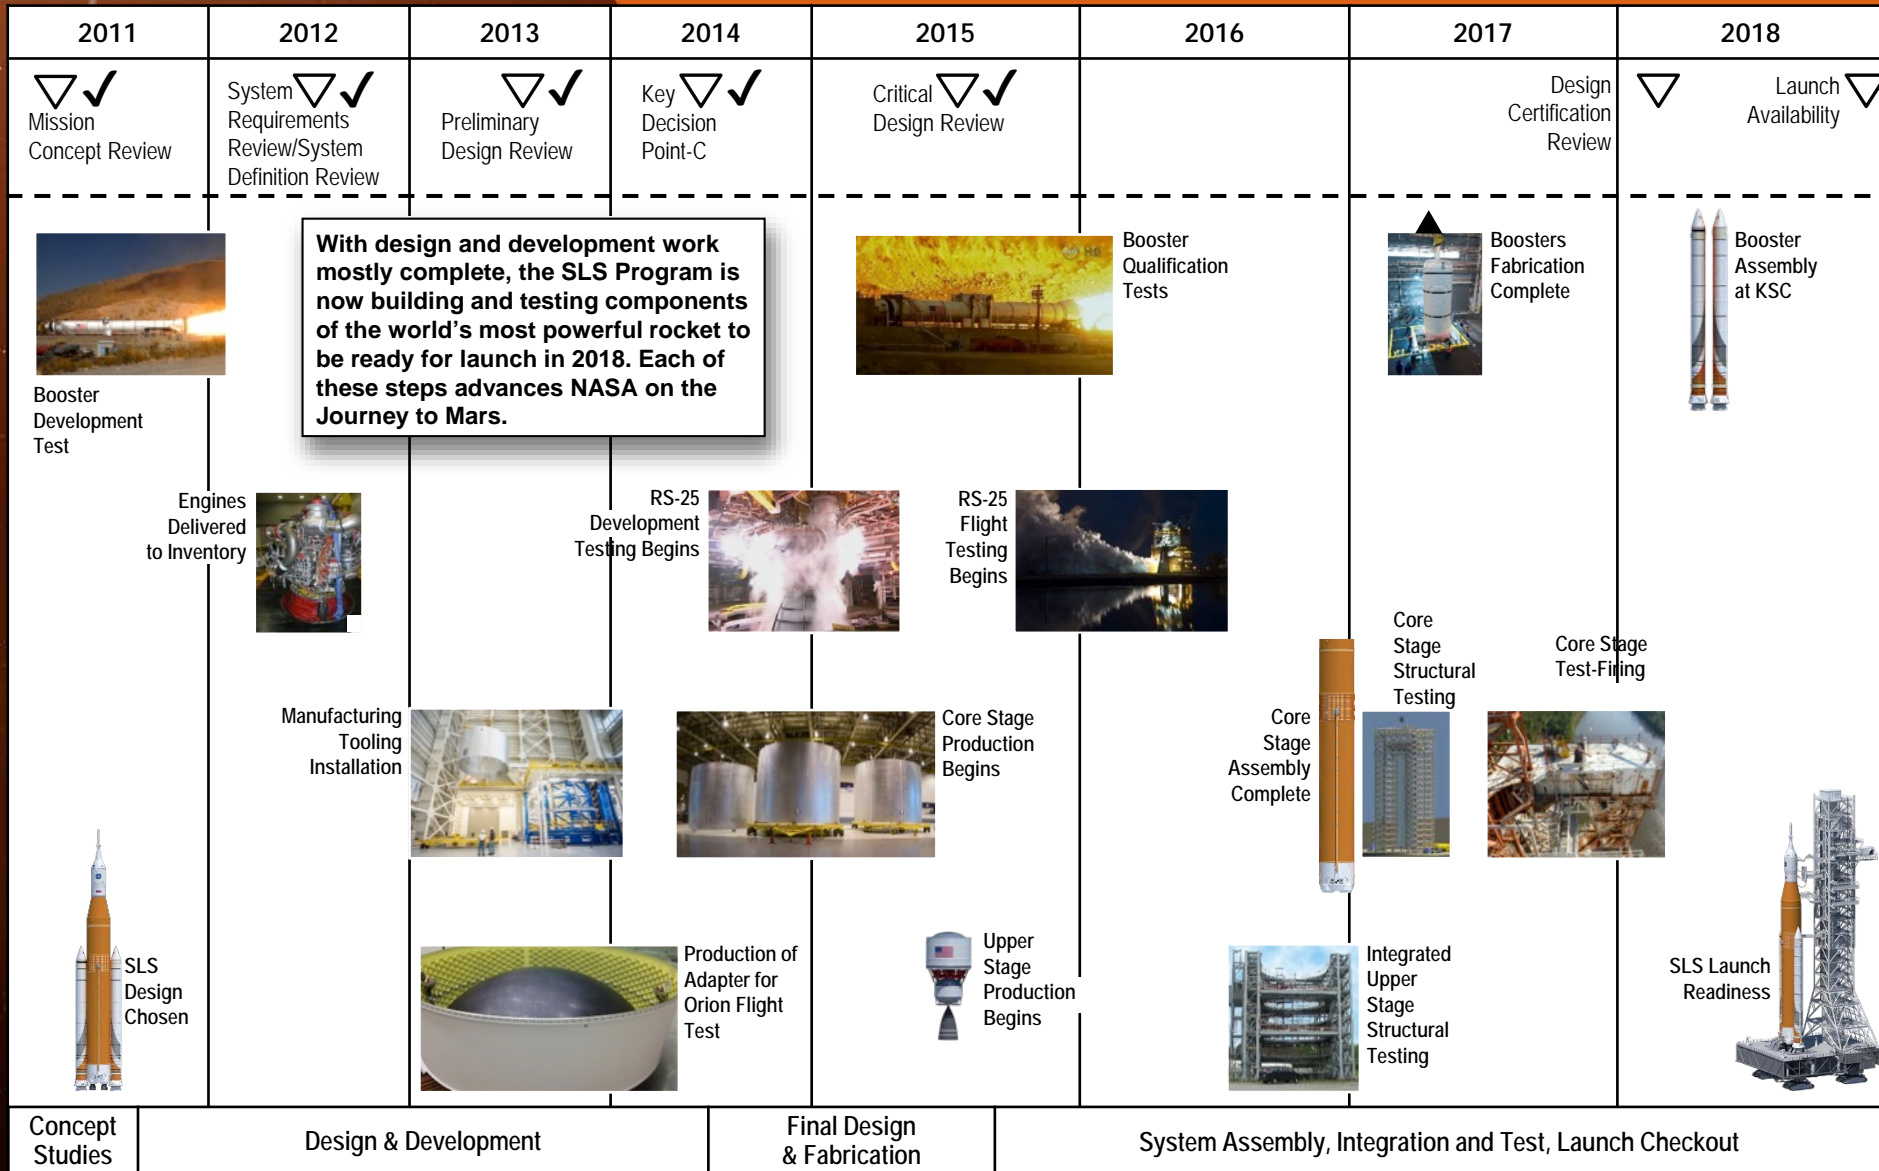 2011
2012
2013
2014
2015
2016
2017
2018
Mission
Concept Review
System
Requirements
Review/System
Definition Review
Preliminary
Design Review
Key
Decision
Point-C
Critical
Design Review
Design
Certification
Review
Launch
Availability
With design and development work
mostly complete, the SLS Program is
now building and testing components
of the world’s most powerful rocket to
be ready for launch in 2018. Each of
these steps advances NASA on the
Journey to Mars.
Booster
Development
Test
HD
Booster
Qualification
Tests
Boosters
Fabrication
Complete
Booster
Assembly
at KSC
Engines
Delivered
to Inventory
RS-25
Development
Testing Begins
RS-25
Flight
Testing
Begins
Core
Stage
Structural
Testing
Core Stage
Test-Firing
Manufacturing
Tooling
Installation
Core Stage
Production
Begins
Core
Stage
Assembly
Complete
SLS
Design
Chosen
Production of
Adapter for
Orion Flight
Test
Upper
Stage
Production
Begins
Integrated
Upper
Stage
Structural
Testing
SLS Launch
Readiness
Concept
Studies
Design & Development
Final Design
& Fabrication
System Assembly, Integration and Test, Launch Checkout